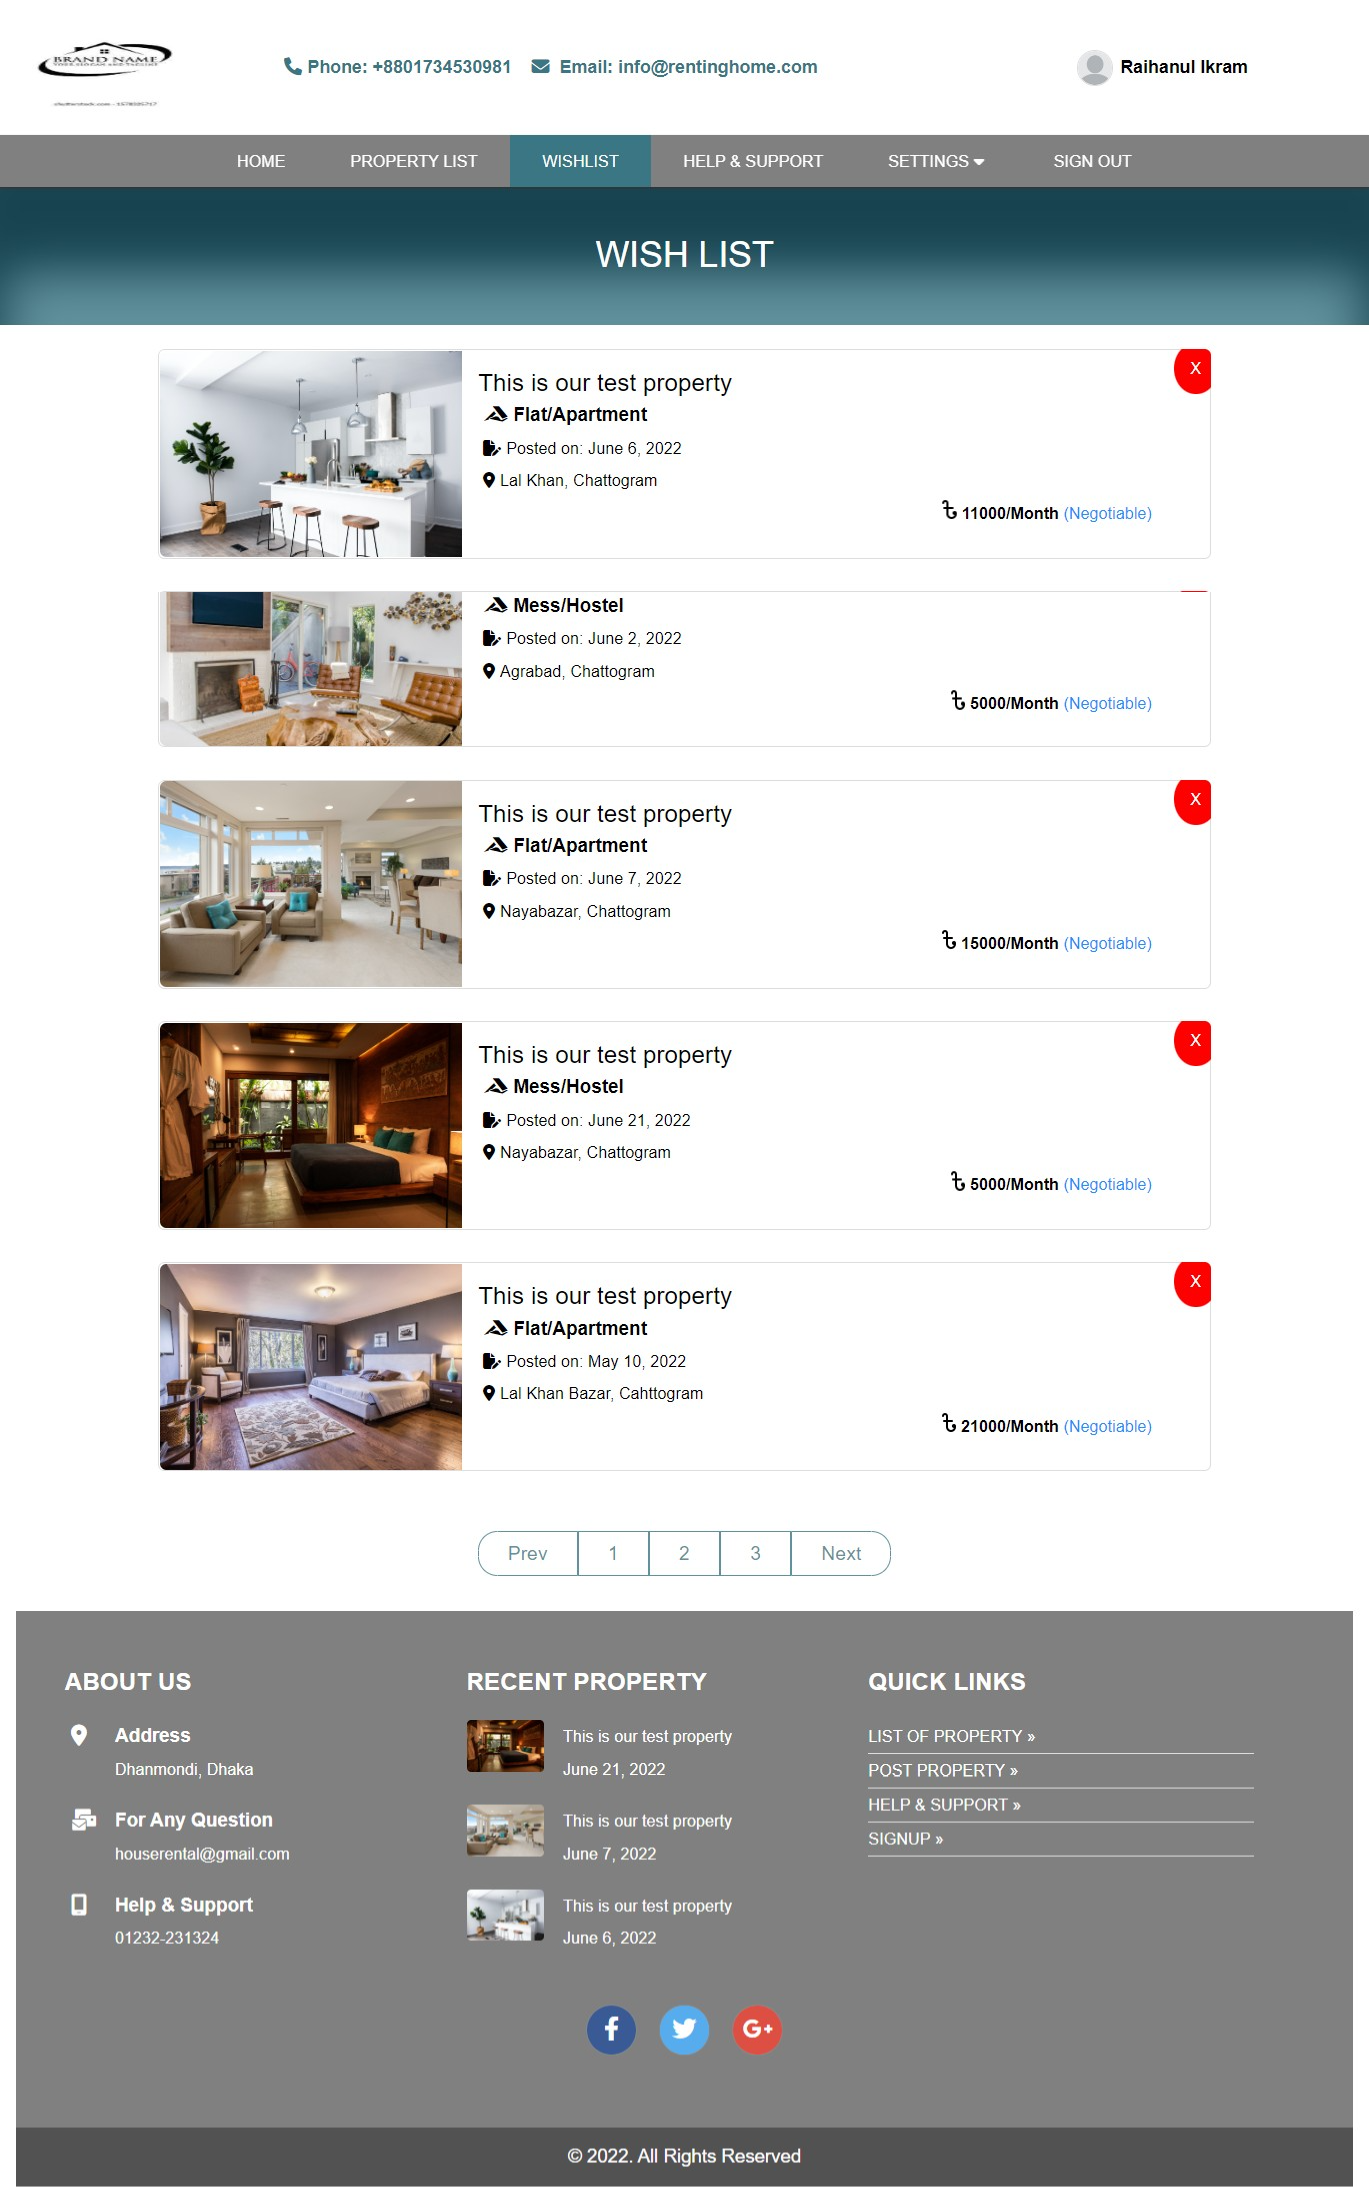 BRAND NAME
Phone: +8801734530981
Email: info@rentinghome.com
Raihanul Ikram
HOME
PROPERTY LIST
WISHLIST
HELP & SUPPORT
SETTINGS
SIGN OUT
WISH LIST
This is our test property
X
Flat/Apartment
Posted on: June 6, 2022
Lal Khan, Chattogram
৳ 11000/Month (Negotiable)
Mess/Hostel
Posted on: June 2, 2022
Agrabad, Chattogram
৳ 5000/Month (Negotiable)
This is our test property
X
Flat/Apartment
Posted on: June 7, 2022
Nayabazar, Chattogram
৳ 15000/Month (Negotiable)
This is our test property
X
Mess/Hostel
Posted on: June 21, 2022
Nayabazar, Chattogram
৳ 5000/Month (Negotiable)
This is our test property
X
Flat/Apartment
Posted on: May 10, 2022
Lal Khan Bazar, Cahttogram
৳ 21000/Month (Negotiable)
Prev
1
2
3
Next
ABOUT US
Address
Dhanmondi, Dhaka
For Any Question
houserental@gmail.com
Help & Support
01232-231324
RECENT PROPERTY
This is our test property
June 21, 2022
This is our test property
June 7, 2022
This is our test property
June 6, 2022
QUICK LINKS
LIST OF PROPERTY »
POST PROPERTY »
HELP & SUPPORT »
SIGNUP »
© 2022. All Rights Reserved